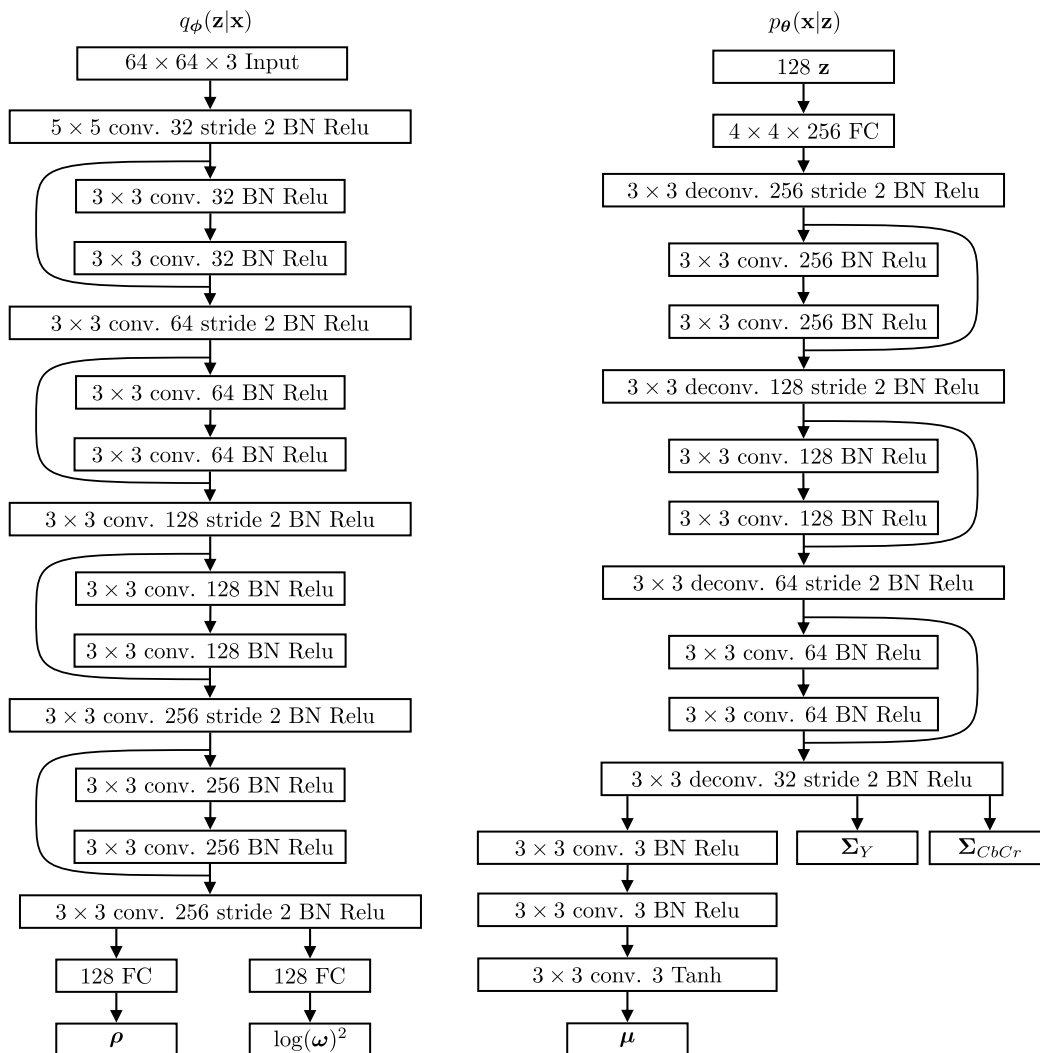 q_ϕ(z|x)
64 × 64 × 3 Input
5 × 5 conv. 32 stride 2 BN Relu
3 × 3 conv. 32 BN Relu
3 × 3 conv. 32 BN Relu
3 × 3 conv. 64 stride 2 BN Relu
3 × 3 conv. 64 BN Relu
3 × 3 conv. 64 BN Relu
3 × 3 conv. 128 stride 2 BN Relu
3 × 3 conv. 128 BN Relu
3 × 3 conv. 128 BN Relu
3 × 3 conv. 256 stride 2 BN Relu
3 × 3 conv. 256 BN Relu
3 × 3 conv. 256 BN Relu
3 × 3 conv. 256 stride 2 BN Relu
128 FC
128 FC
ρ
log(ω)²
p_θ(x|z)
128 z
4 × 4 × 256 FC
3 × 3 deconv. 256 stride 2 BN Relu
3 × 3 conv. 256 BN Relu
3 × 3 conv. 256 BN Relu
3 × 3 deconv. 128 stride 2 BN Relu
3 × 3 conv. 128 BN Relu
3 × 3 conv. 128 BN Relu
3 × 3 deconv. 64 stride 2 BN Relu
3 × 3 conv. 64 BN Relu
3 × 3 conv. 64 BN Relu
3 × 3 deconv. 32 stride 2 BN Relu
3 × 3 conv. 3 BN Relu
Σ_Y
Σ_CbCr
3 × 3 conv. 3 BN Relu
3 × 3 conv. 3 Tanh
μ